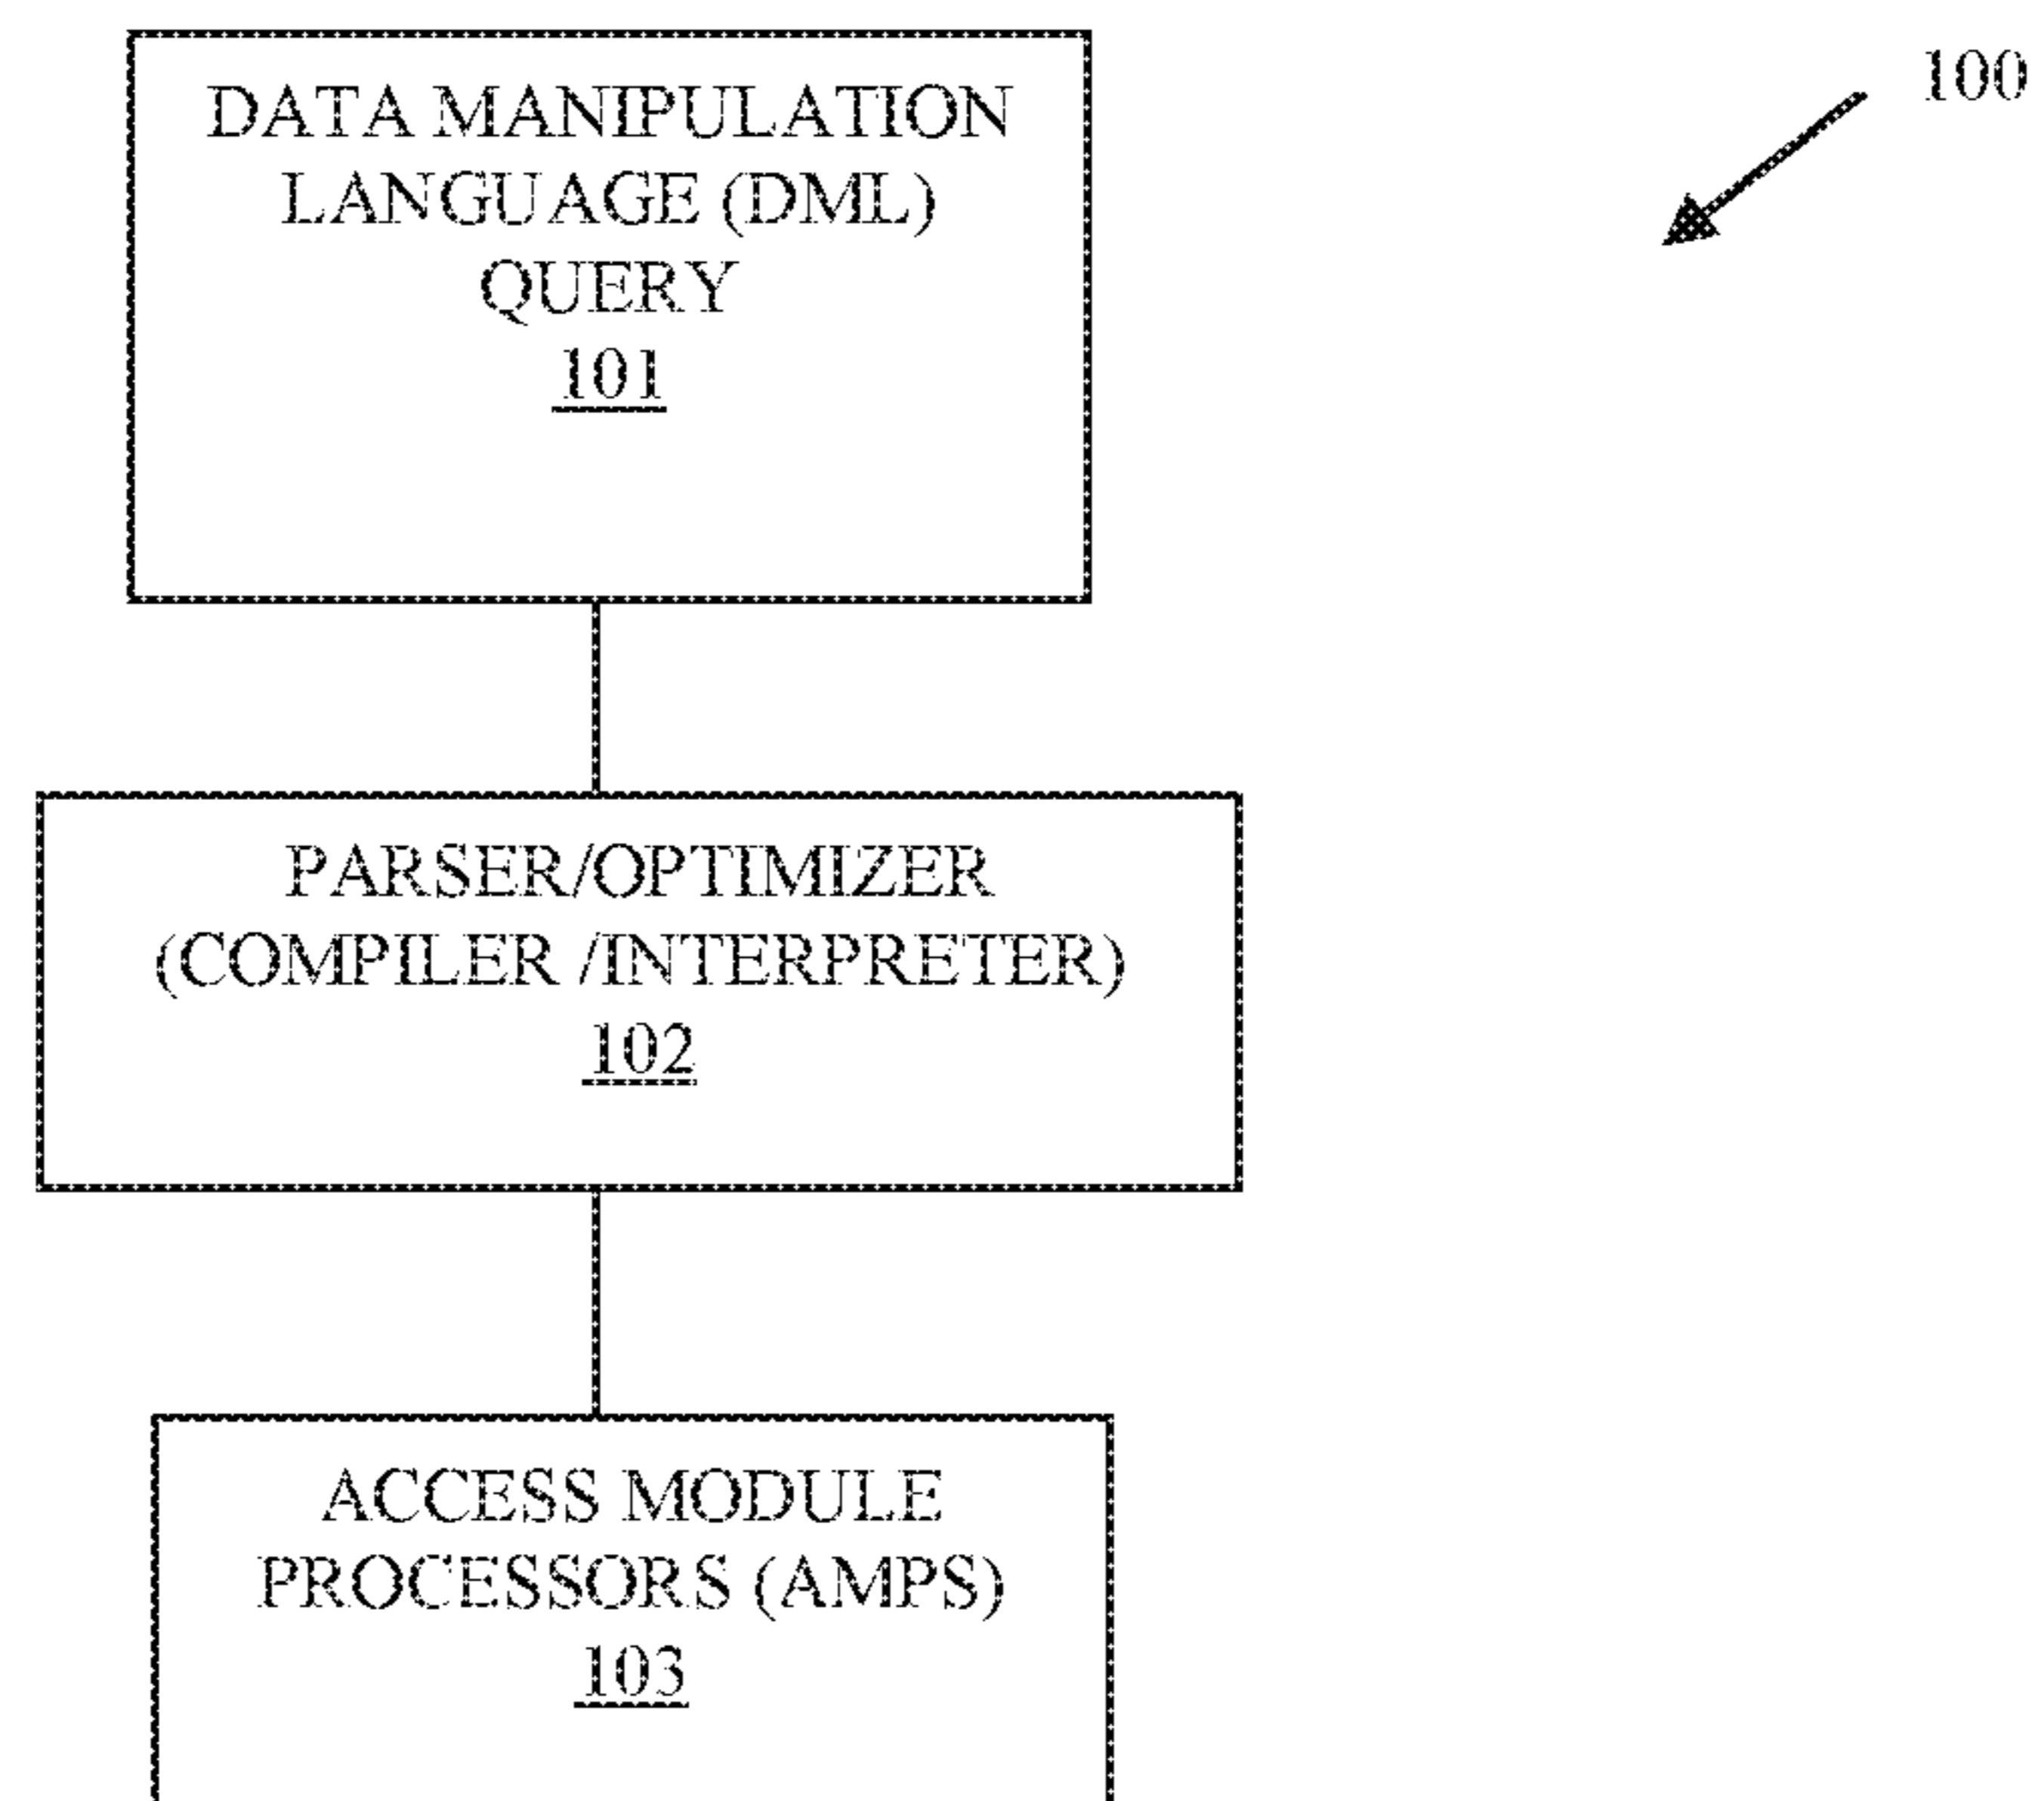 DATA MANIPULATION
LANGUAGE (DML)
QUERY
101
100
PARSER/OPTIMIZER
(COMPILER /INTERPRETER)
102
ACCESS MODULE
PROCESSORS (AMPS)
103